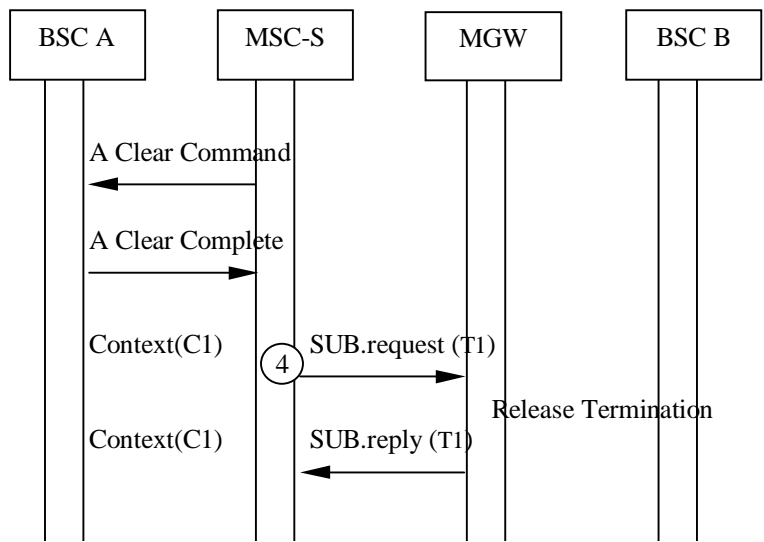 BSC A
MSC-S
MGW
BSC B
A Clear Command
A Clear Complete
Context(C1)
4
SUB.request (T1)
Release Termination
Context(C1)
SUB.reply (T1)